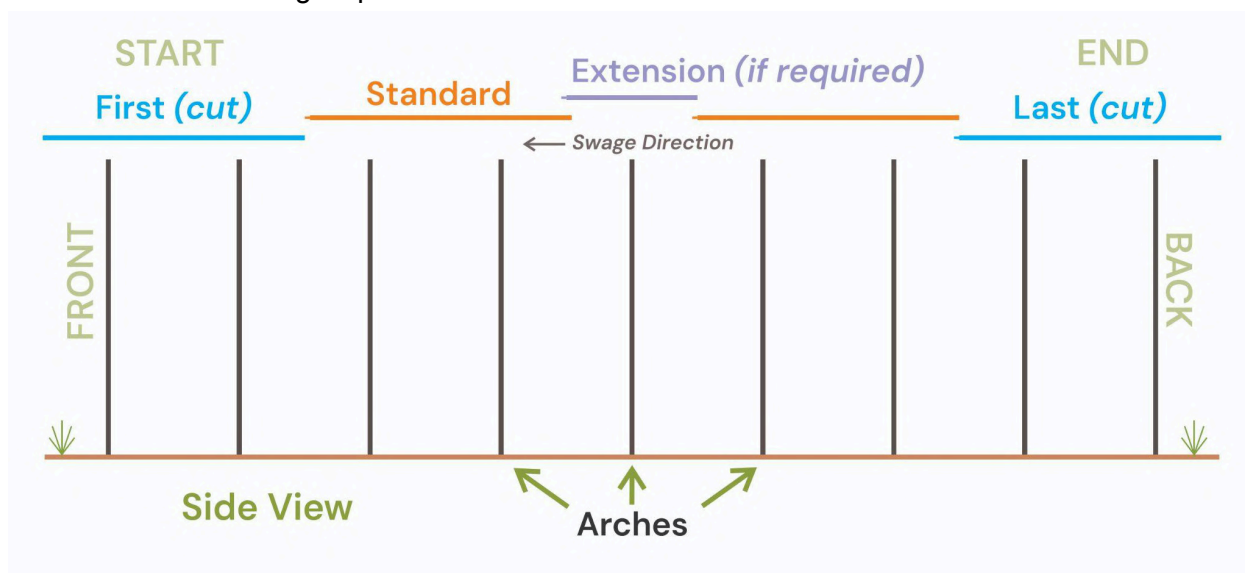 START
END
Extension (if required)
Standard
First (cut)
Last (cut)
Swage Direction
FRONT
BACK
Side View
Arches